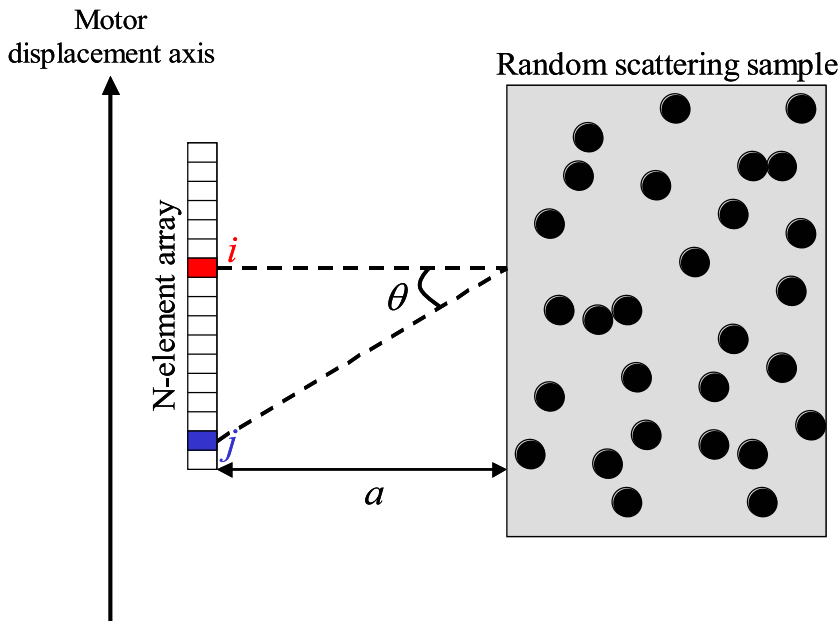 Motor
displacement axis
Random scattering sample
N-element array
i
θ
j
a